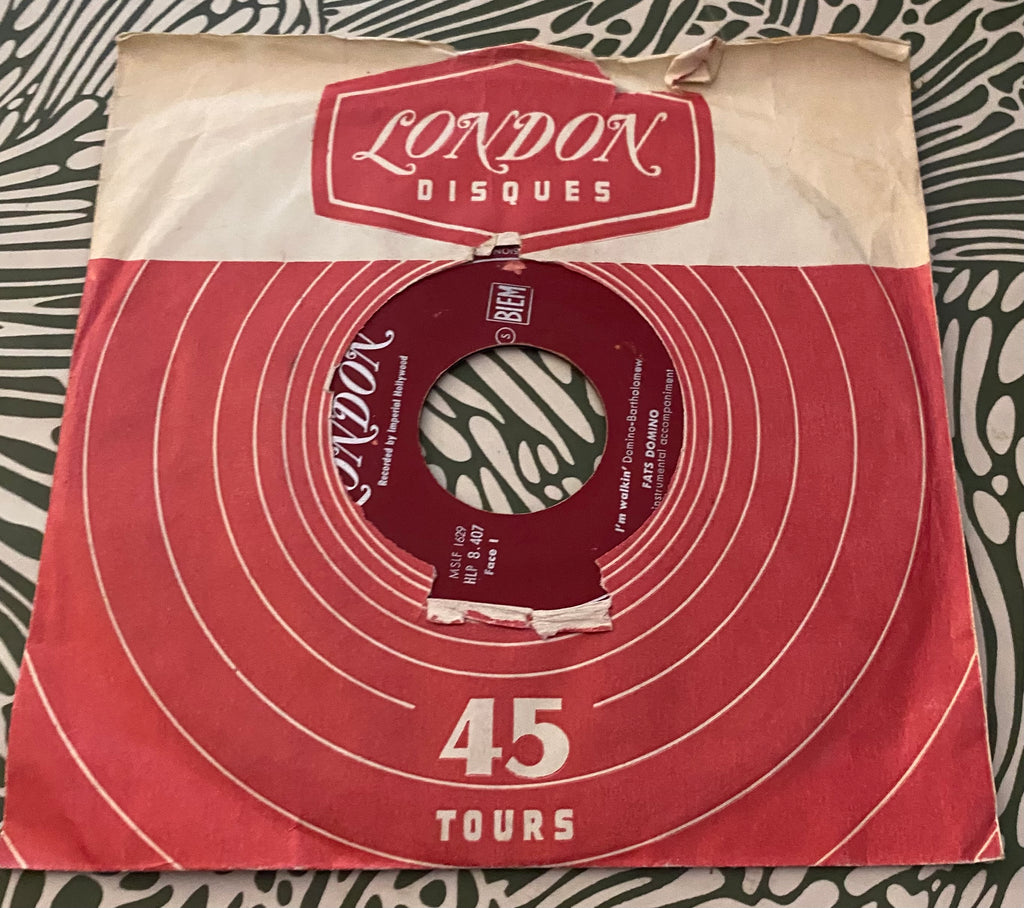 LONDON
DISQUES
BIEM
S
Recorded by Imperial Hollywood
I'm walkin' Domino-Bartholomew
FATS DOMINO
instrumental accompaniment
MSLF 1629
HLP 8.407
Face 1
45
TOURS